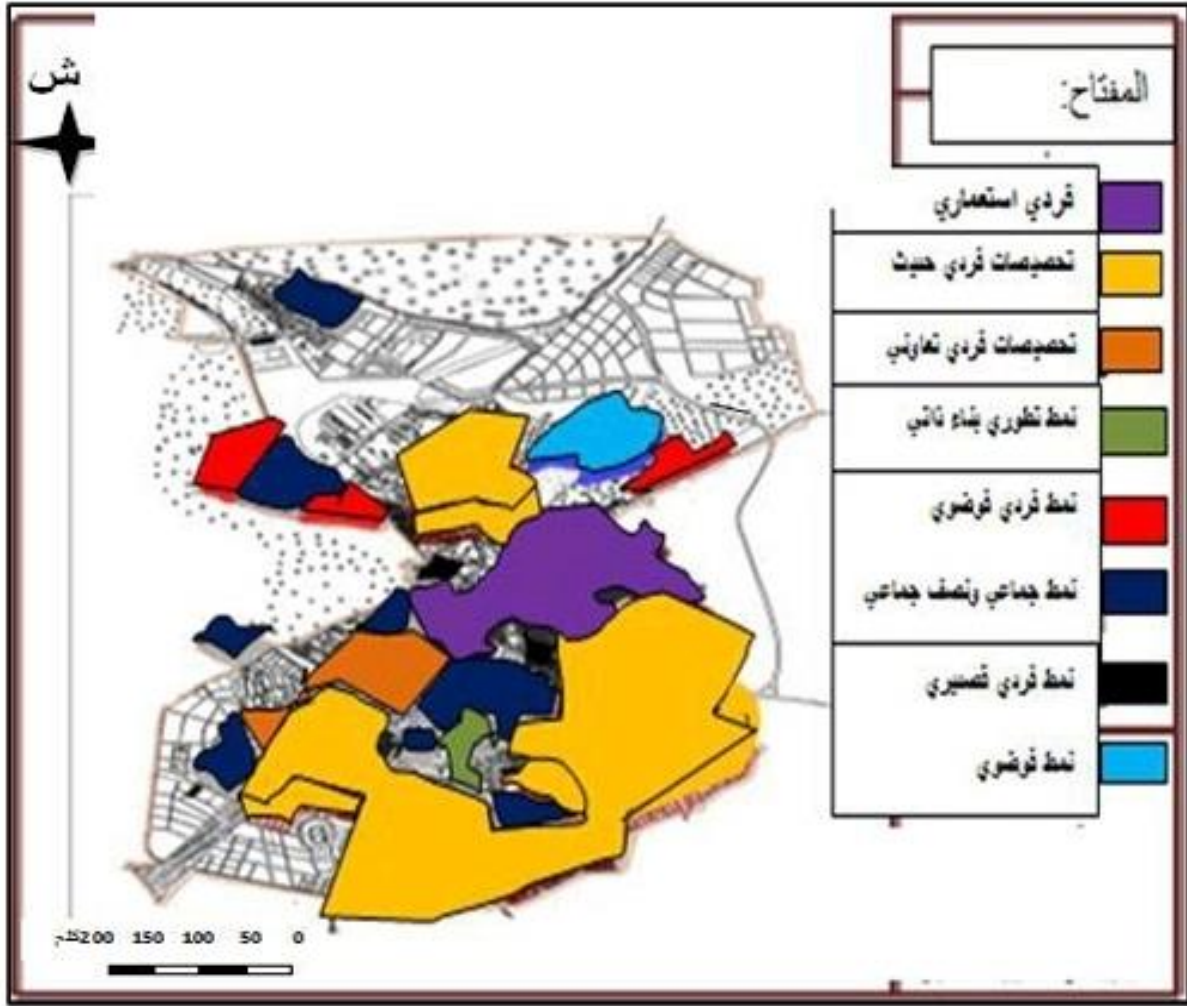 ش
المفتاح:
فردي استعماري
تحصيصات فردي حديث
تحصيصات فردي تعاوني
نمط تطوري بناء ذاتي
نمط فردي فوضوي
نمط جماعي ونصف جماعي
نمط فردي قصديري
نمط فوضوي
200 150 100 50 0